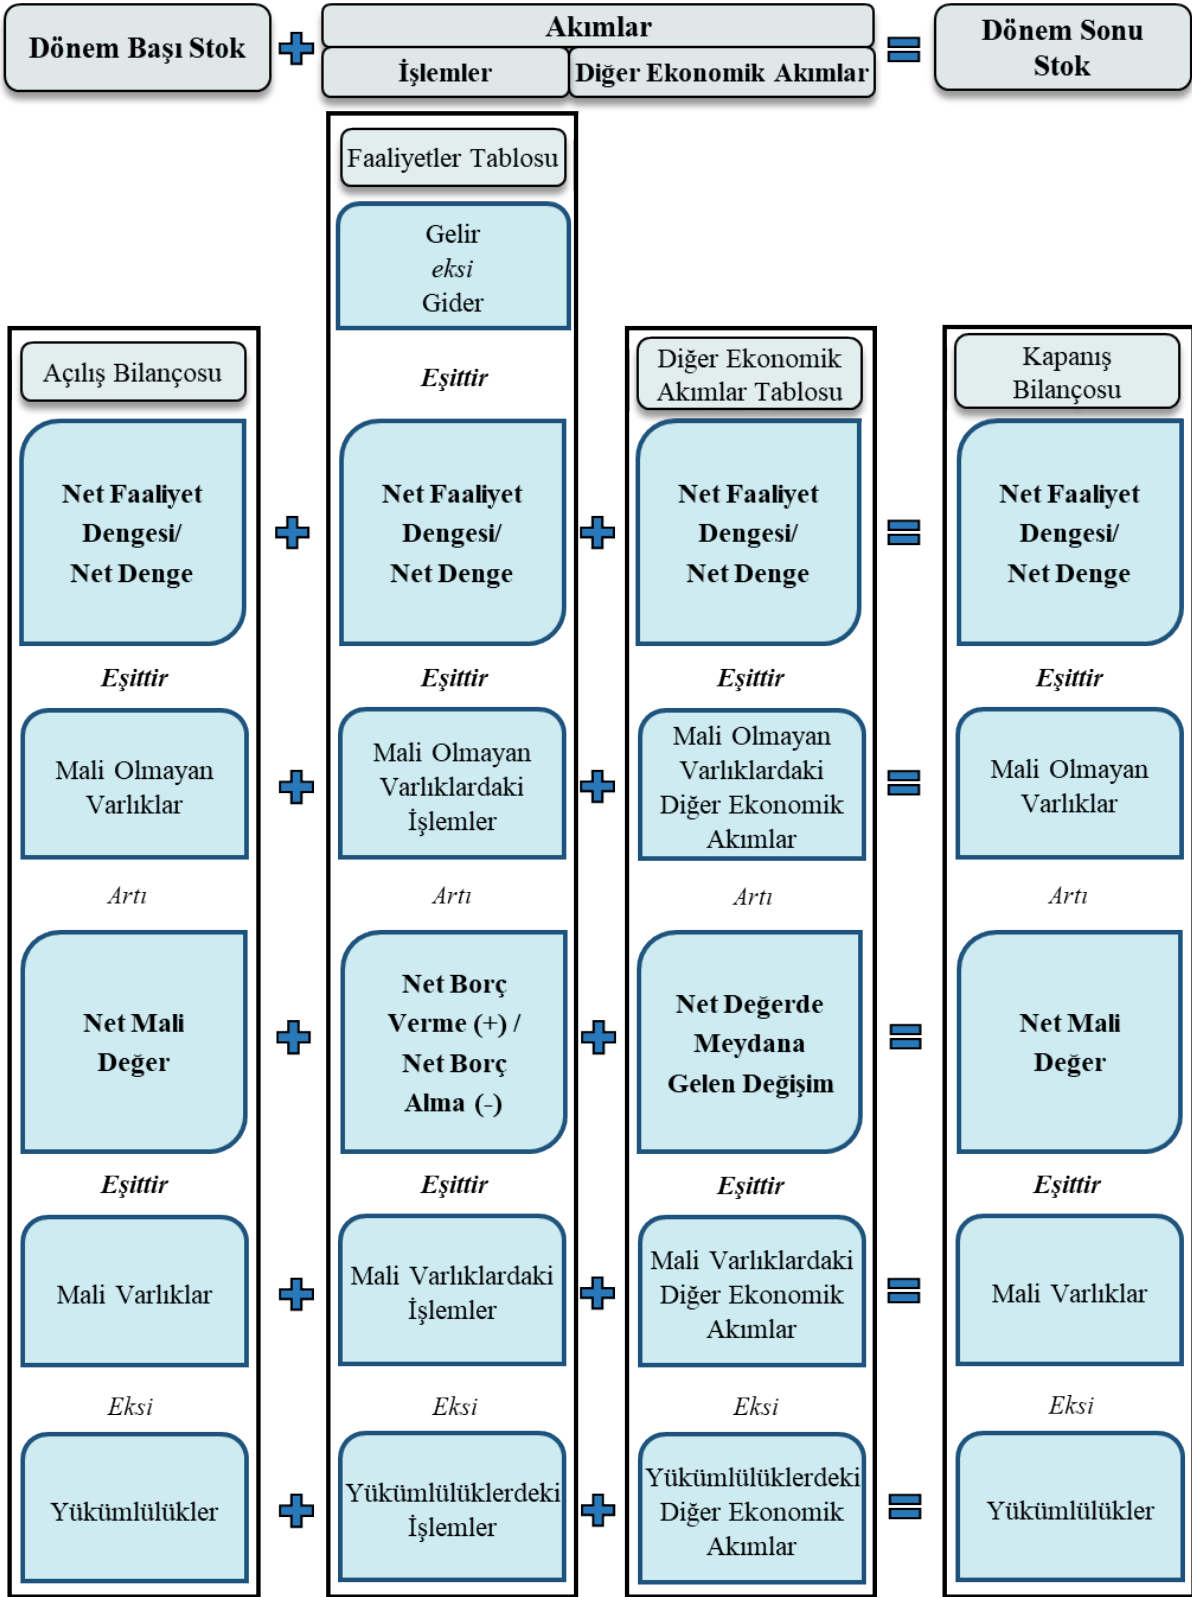 Dönem Başı Stok
Akımlar
İşlemler
Diğer Ekonomik Akımlar
Dönem Sonu
Stok
Faaliyetler Tablosu
Gelir
eksi
Gider
Eşittir
Açılış Bilançosu
Diğer Ekonomik
Akımlar Tablosu
Kapanış
Bilançosu
Net Faaliyet
Dengesi/
Net Denge
Net Faaliyet
Dengesi/
Net Denge
Net Faaliyet
Dengesi/
Net Denge
Net Faaliyet
Dengesi/
Net Denge
Eşittir
Eşittir
Eşittir
Eşittir
Mali Olmayan
Varlıklar
Mali Olmayan
Varlıklardaki
İşlemler
Mali Olmayan
Varlıklardaki
Diğer Ekonomik
Akımlar
Mali Olmayan
Varlıklar
Artı
Artı
Artı
Artı
Net Mali
Değer
Net Borç
Verme (+) /
Net Borç
Alma (-)
Net Değerde
Meydana
Gelen Değişim
Net Mali
Değer
Eşittir
Eşittir
Eşittir
Eşittir
Mali Varlıklar
Mali Varlıklardaki
İşlemler
Mali Varlıklardaki
Diğer Ekonomik
Akımlar
Mali Varlıklar
Eksi
Eksi
Eksi
Eksi
Yükümlülükler
Yükümlülüklerdeki
İşlemler
Yükümlülüklerdeki
Diğer Ekonomik
Akımlar
Yükümlülükler